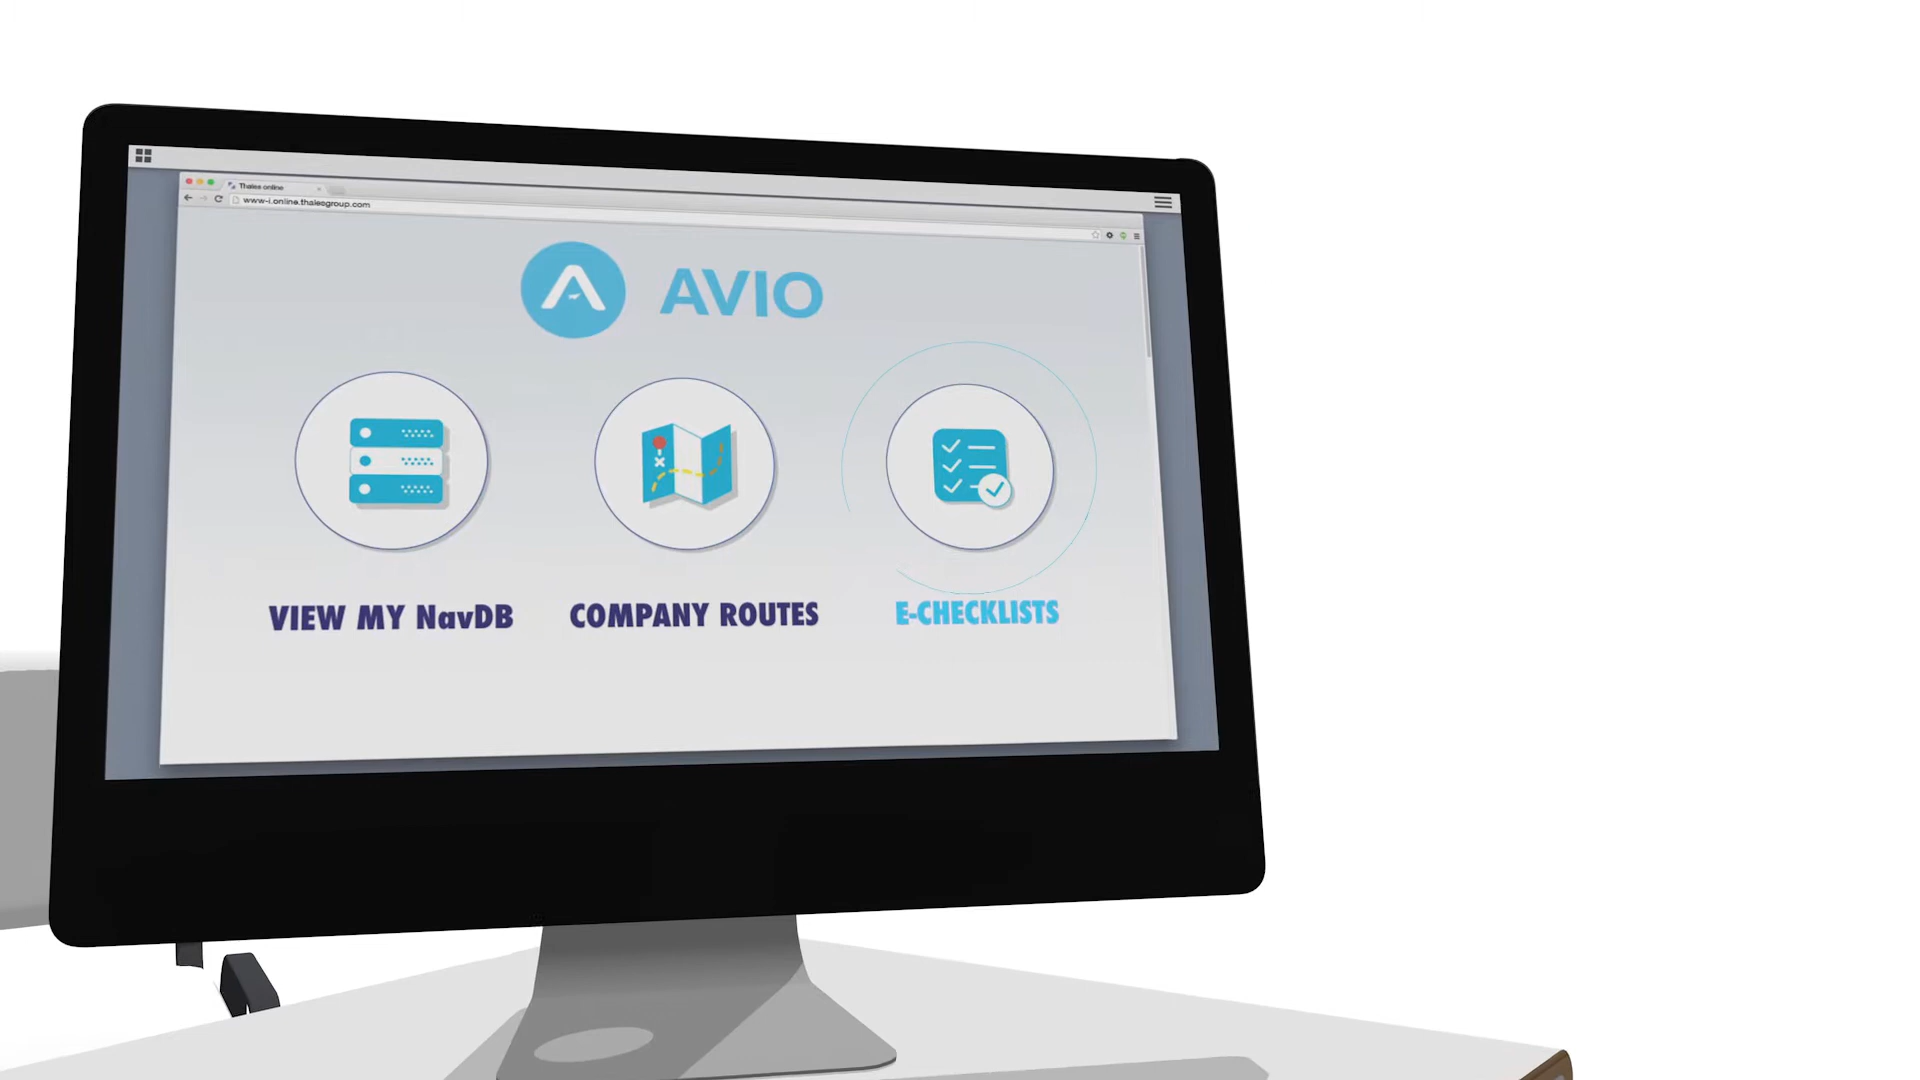 Thales online
www-i.online.thalesgroup.com
AVIO
VIEW MY NavDB
COMPANY ROUTES
E-CHECKLISTS